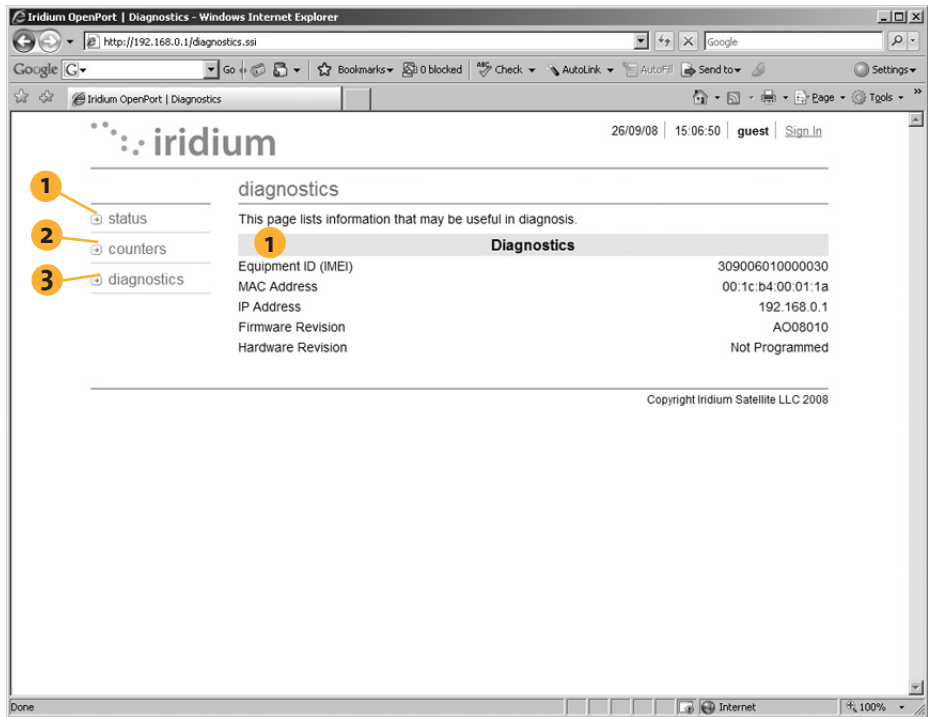 Iridium OpenPort | Diagnostics - Windows Internet Explorer
http://192.168.0.1/diagnostics.ssi
Google
Google G Go Bookmarks 0 blocked ABC Check AutoLink AutoFill Send to Settings
Iridium OpenPort | Diagnostics
Page Tools »
iridium
26/09/08 15:06:50 guest Sign In
diagnostics
1
status
This page lists information that may be useful in diagnosis.
2
counters
1
Diagnostics
3
diagnostics
Equipment ID (IMEI) 309006010000030
MAC Address 00:1c:b4:00:01:1a
IP Address 192.168.0.1
Firmware Revision AO08010
Hardware Revision Not Programmed
Copyright Iridium Satellite LLC 2008
Done
Internet
100%